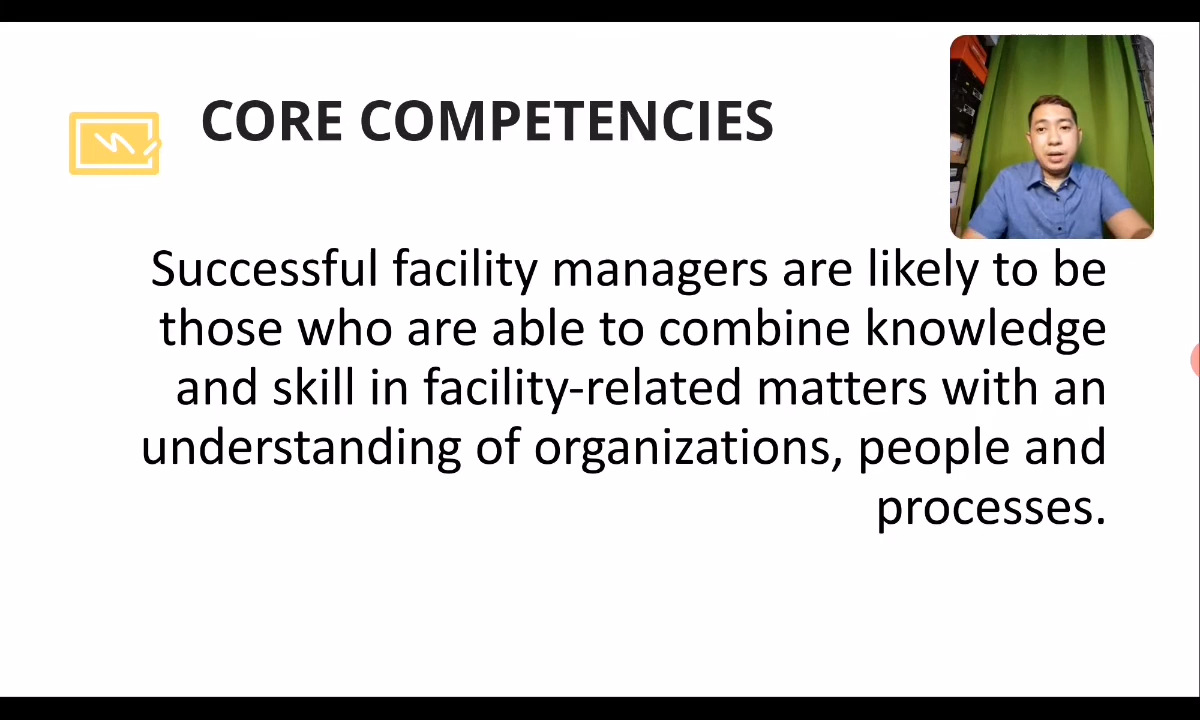 CORE COMPETENCIES
Successful facility managers are likely to be
those who are able to combine knowledge
and skill in facility-related matters with an
understanding of organizations, people and
processes.